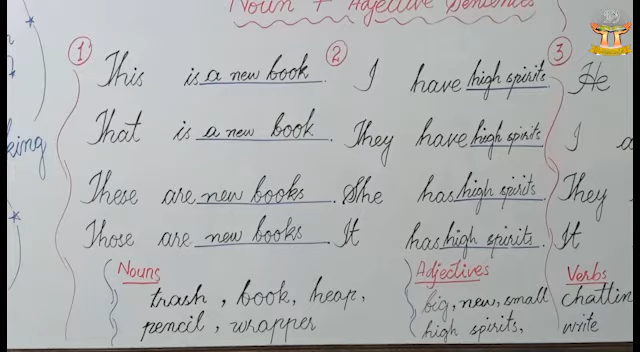 Noun + Adjective Sentences
1 This is a new book.
That is a new book.
These are new books.
Those are new books.
2 I have high spirits.
They have high spirits.
She has high spirits.
It has high spirits.
3 He
I
They
It
king
Nouns
trash, book, heap,
pencil, wrapper
Adjectives
big, new, small
high spirits,
Verbs
chattin
write